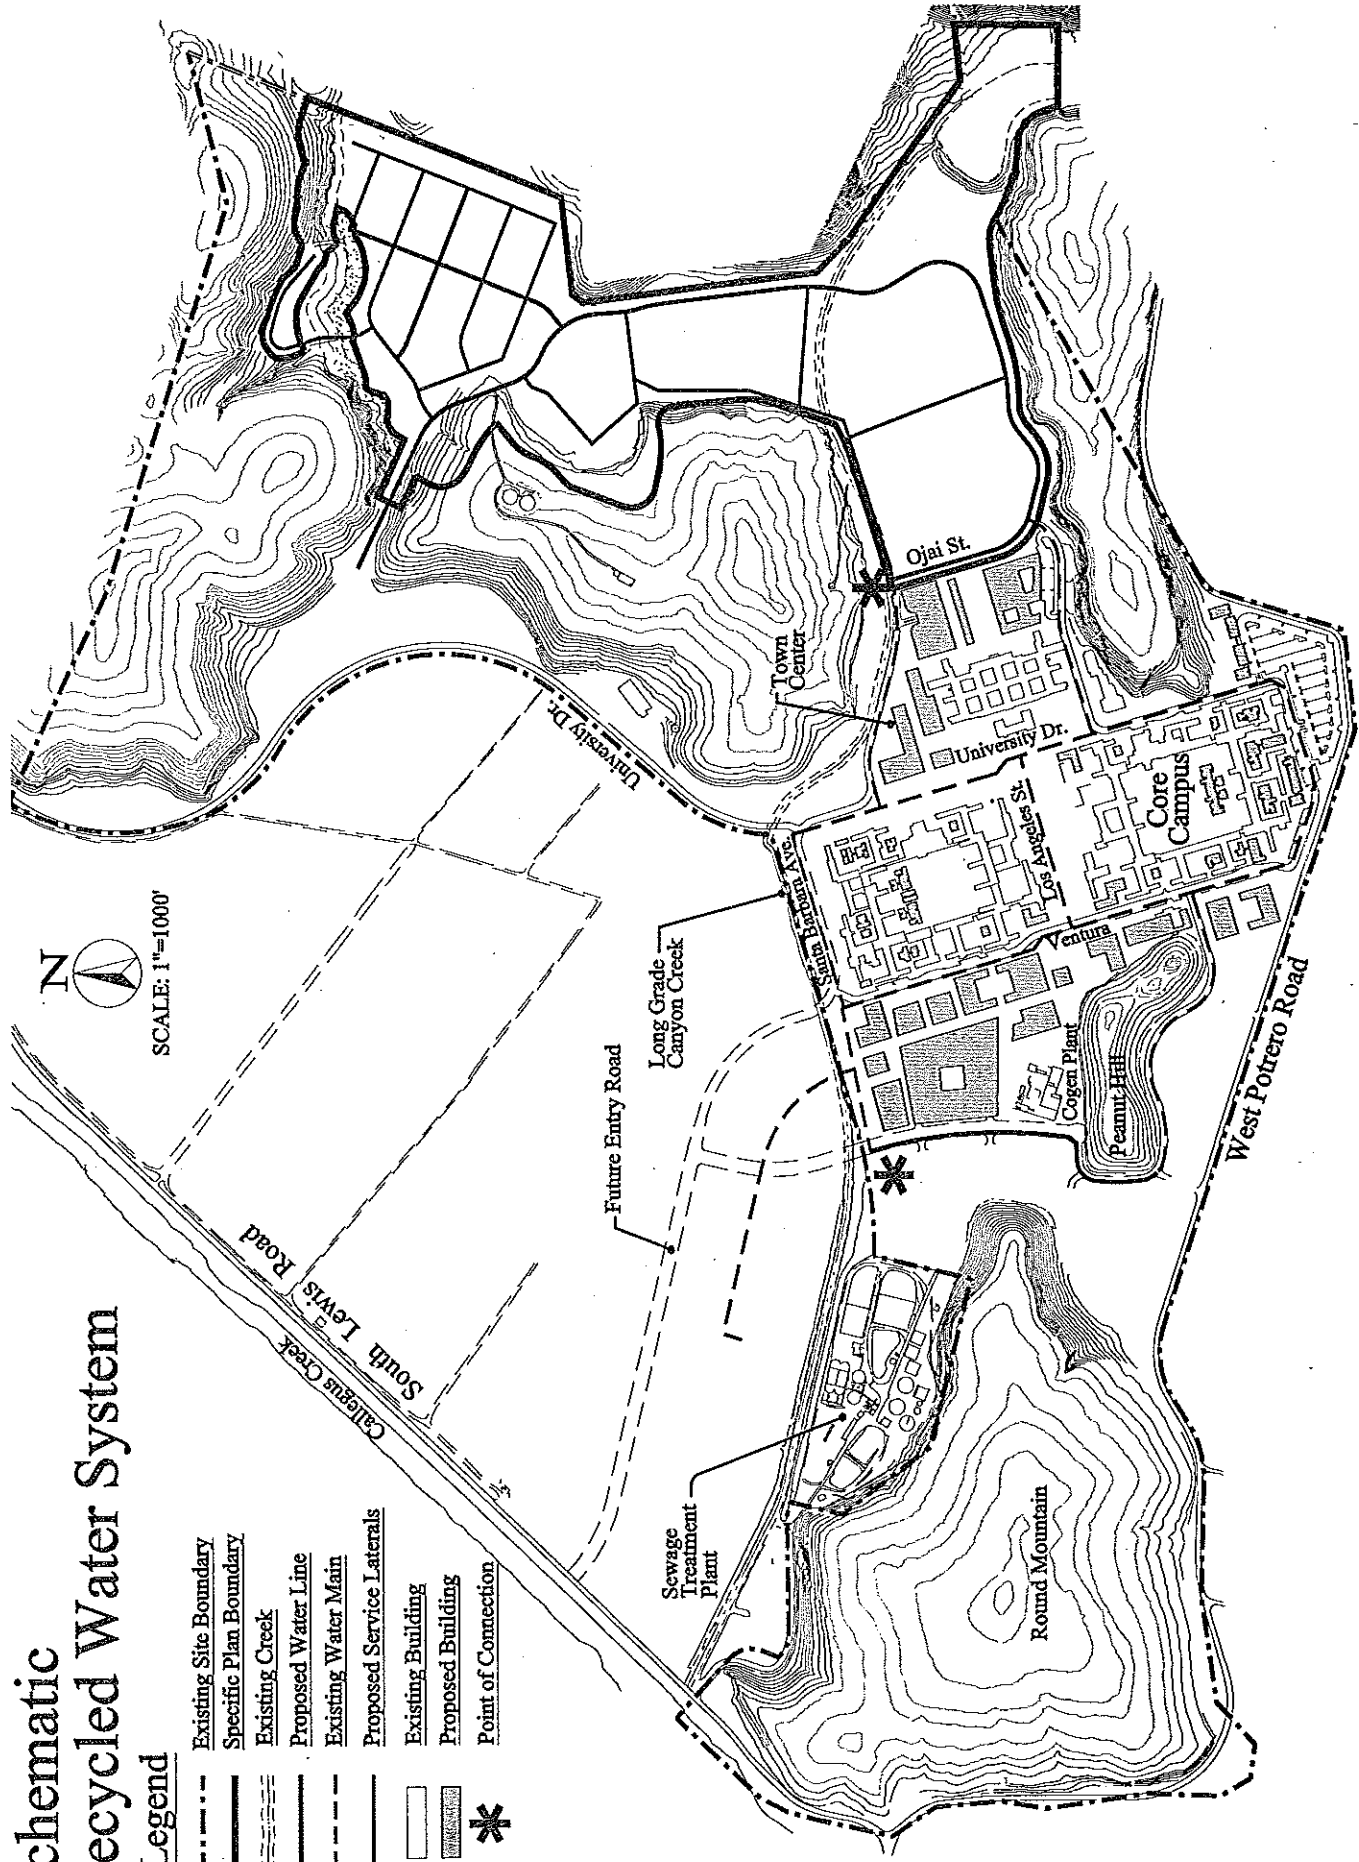 chematic
ecycled Water System
Legend
Existing Site Boundary
Specific Plan Boundary
Existing Creek
Proposed Water Line
Existing Water Main
Proposed Service Laterals
Existing Building
Proposed Building
Point of Connection
N
SCALE: 1"=1000'
South Lewis Road
Callegus Creek
Future Entry Road
Long Grade
Canyon Creek
University Dr.
Santa Barbara Ave.
Town
Center
Ojai St.
University Dr.
Los Angeles St.
Core
Campus
Ventura
Cogen Plant
Peanut Hill
West Potrero Road
Sewage
Treatment
Plant
Round Mountain